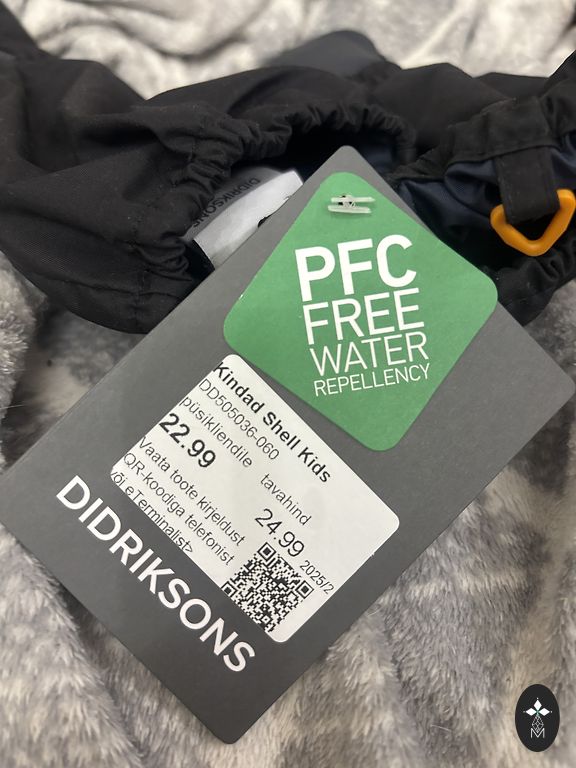 DIDRIKSONS
PFC
FREE
WATER
REPELLENCY
Kindad Shell Kids
DD505036-060
püsikliendile tavahind
22.99 24.99
Vaata toote kirjeldust
QR-koodiga telefonist
või eTerminalist>
2025/2
DIDRIKSONS
M